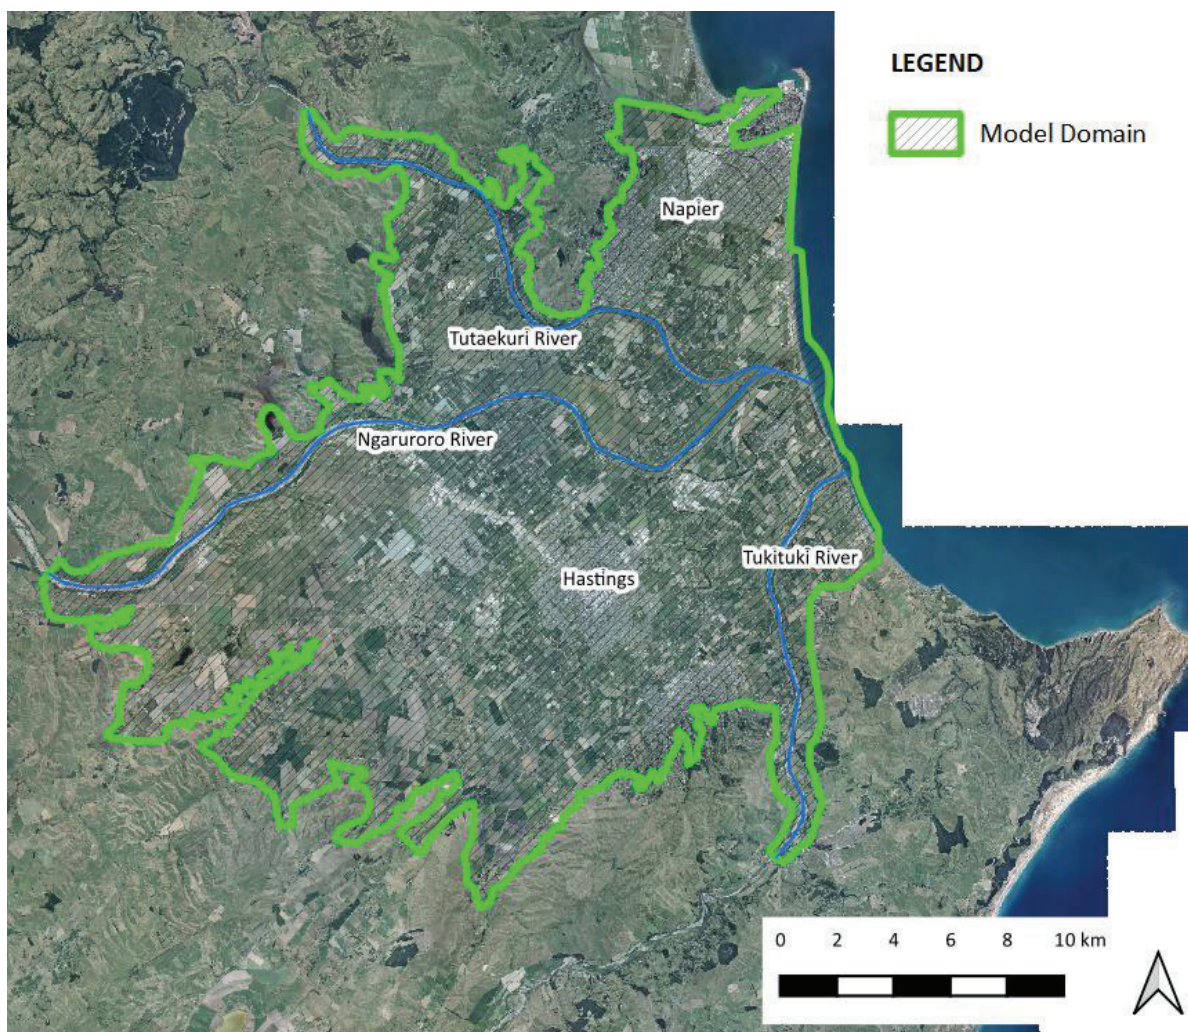 LEGEND
Model Domain
Napier
Tutaekuri River
Ngaruroro River
Tukituki River
Hastings
0 2 4 6 8 10 km